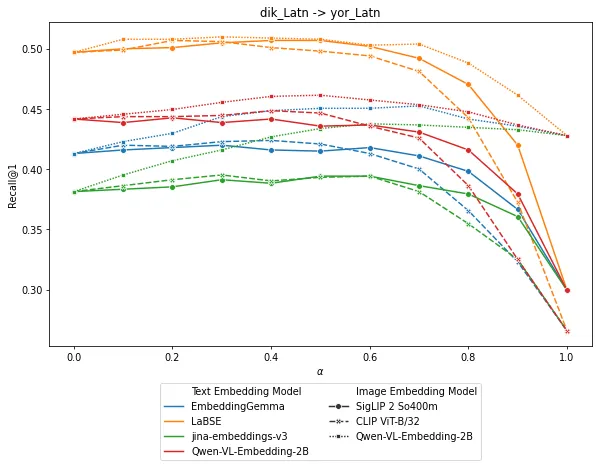 dik_Latn -> yor_Latn
Recall@1
0.50
0.45
0.40
0.35
0.30
0.0 0.2 0.4 0.6 0.8 1.0
α
Text Embedding Model Image Embedding Model
EmbeddingGemma SigLIP 2 So400m
LaBSE CLIP ViT-B/32
jina-embeddings-v3 Qwen-VL-Embedding-2B
Qwen-VL-Embedding-2B